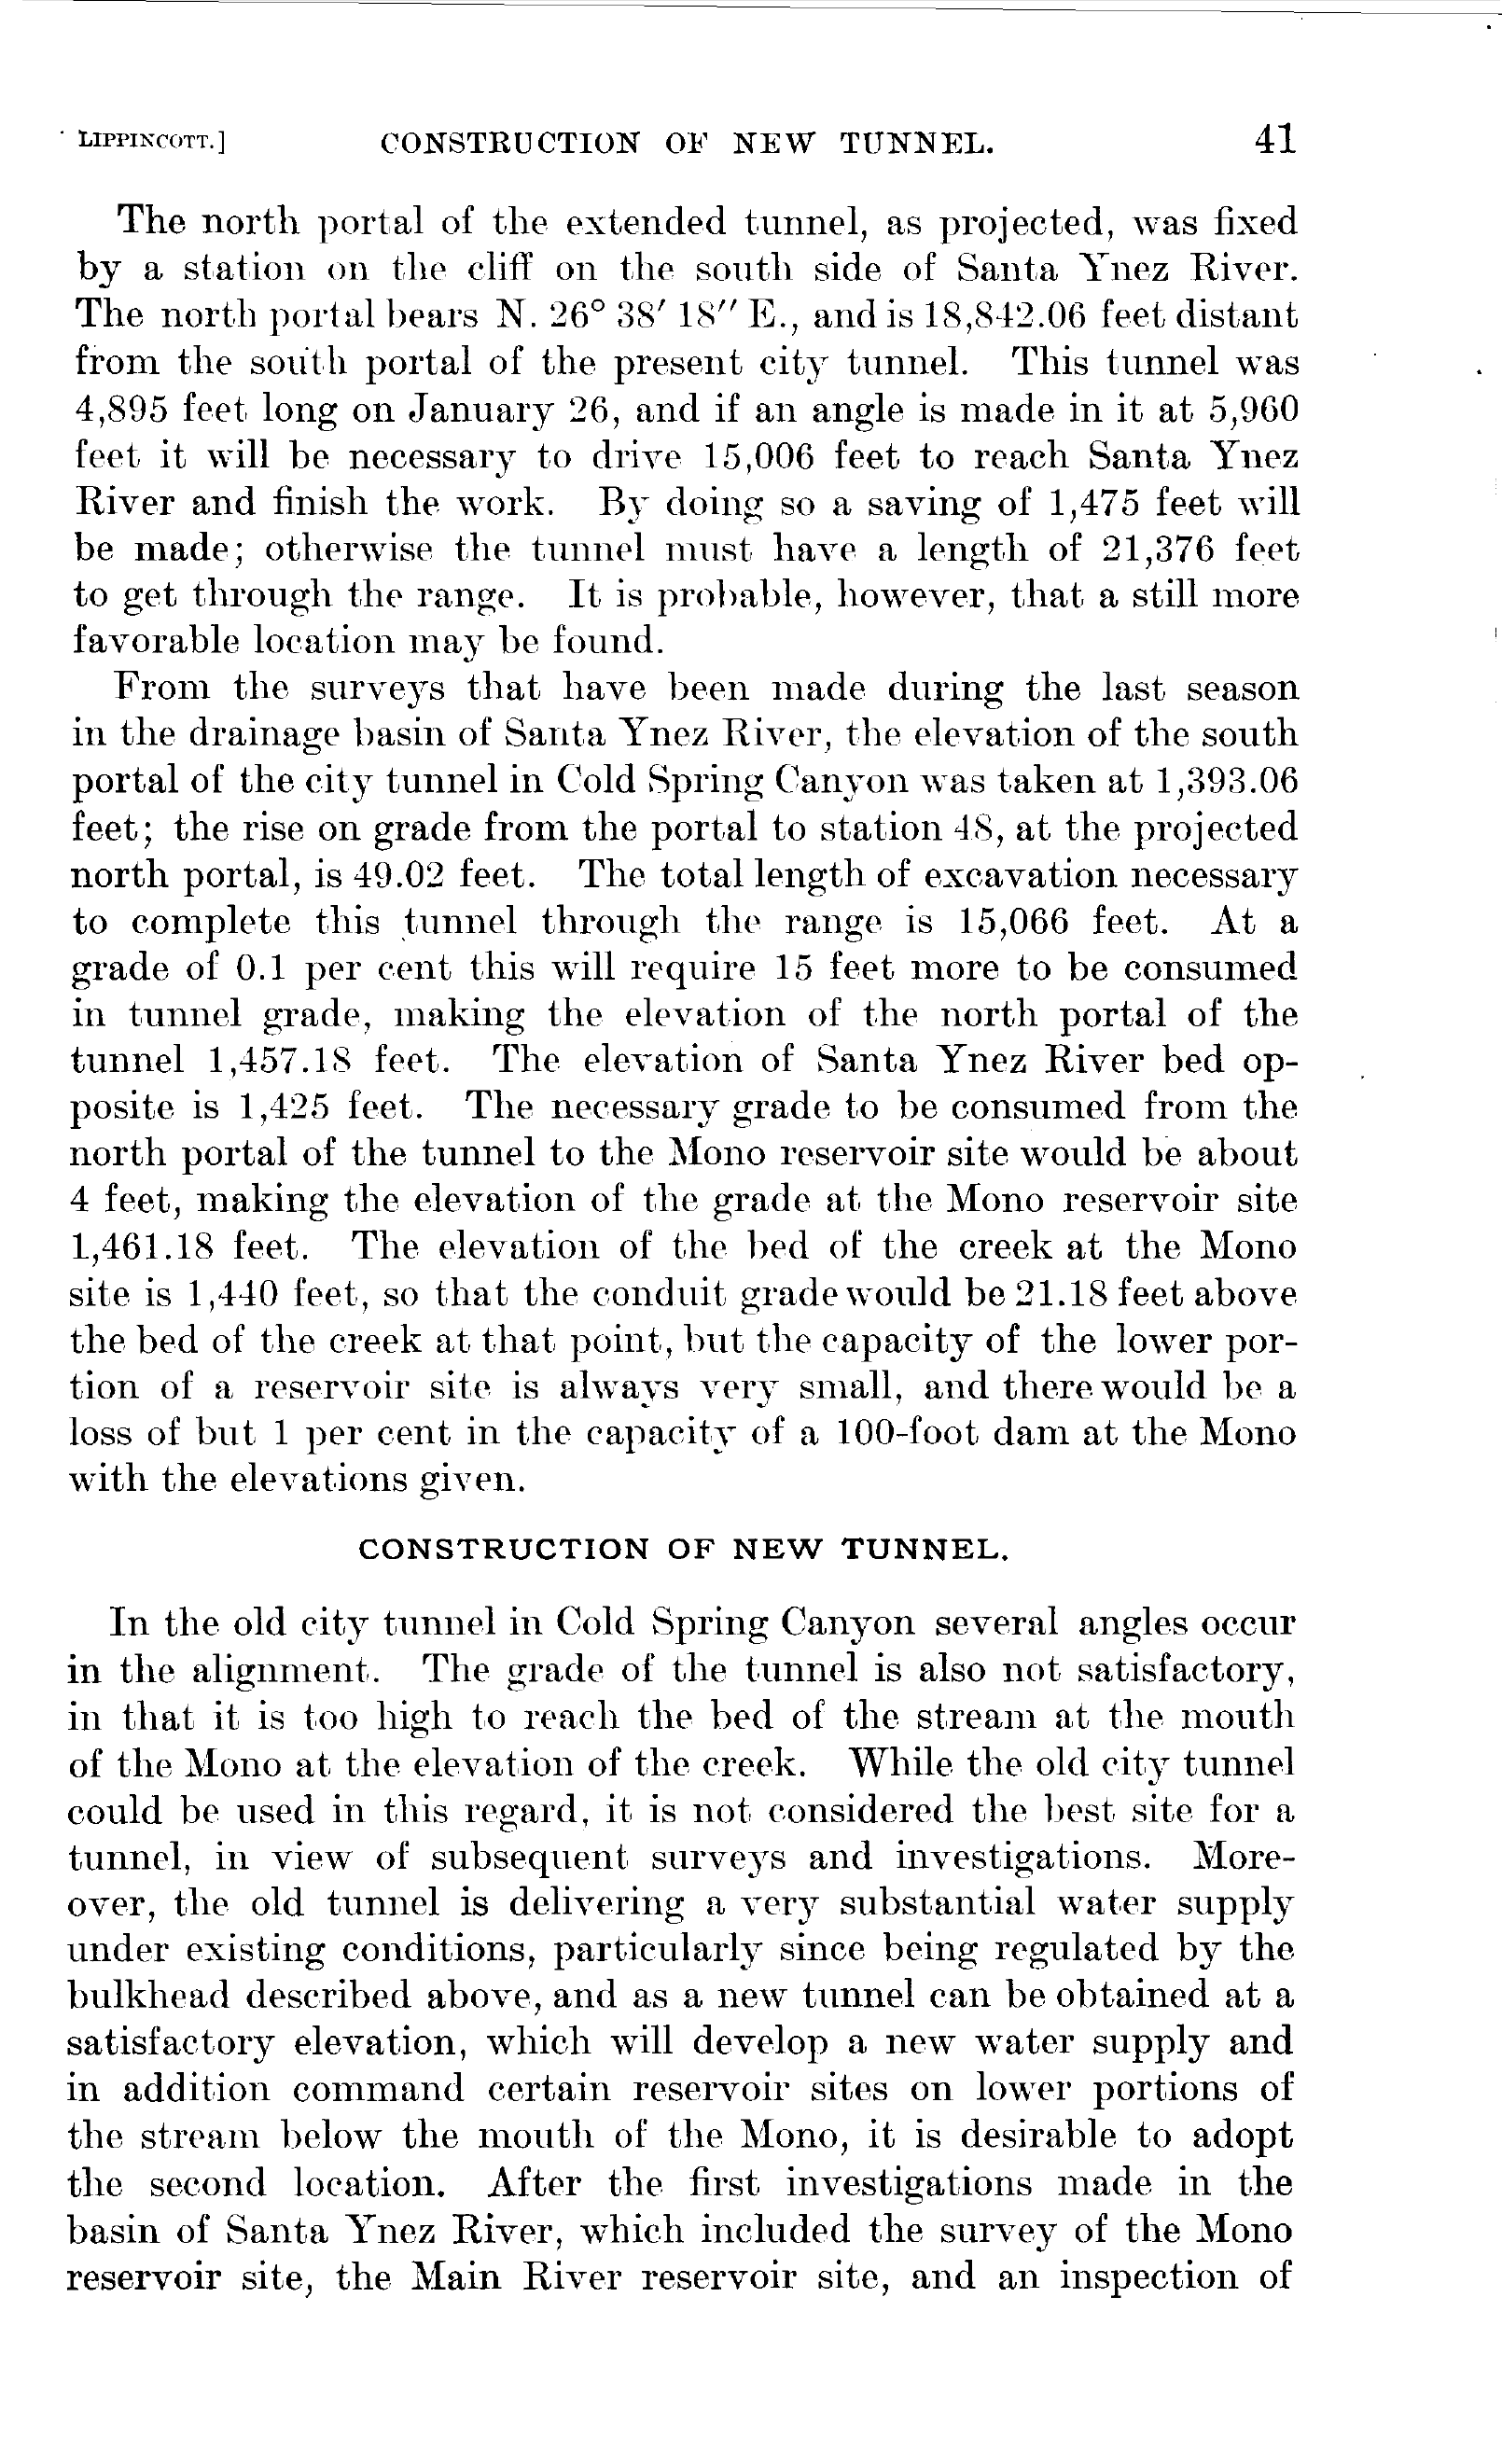 LIPPINCOTT.] CONSTRUCTION OF NEW TUNNEL. 41
The north portal of the extended tunnel, as projected, was fixed
by a station on the cliff on the south side of Santa Ynez River.
The north portal bears N. 26° 38′ 18″ E., and is 18,842.06 feet distant
from the south portal of the present city tunnel. This tunnel was
4,895 feet long on January 26, and if an angle is made in it at 5,960
feet it will be necessary to drive 15,006 feet to reach Santa Ynez
River and finish the work. By doing so a saving of 1,475 feet will
be made; otherwise the tunnel must have a length of 21,376 feet
to get through the range. It is probable, however, that a still more
favorable location may be found.
From the surveys that have been made during the last season
in the drainage basin of Santa Ynez River, the elevation of the south
portal of the city tunnel in Cold Spring Canyon was taken at 1,393.06
feet; the rise on grade from the portal to station 48, at the projected
north portal, is 49.02 feet. The total length of excavation necessary
to complete this tunnel through the range is 15,066 feet. At a
grade of 0.1 per cent this will require 15 feet more to be consumed
in tunnel grade, making the elevation of the north portal of the
tunnel 1,457.18 feet. The elevation of Santa Ynez River bed op-
posite is 1,425 feet. The necessary grade to be consumed from the
north portal of the tunnel to the Mono reservoir site would be about
4 feet, making the elevation of the grade at the Mono reservoir site
1,461.18 feet. The elevation of the bed of the creek at the Mono
site is 1,440 feet, so that the conduit grade would be 21.18 feet above
the bed of the creek at that point, but the capacity of the lower por-
tion of a reservoir site is always very small, and there would be a
loss of but 1 per cent in the capacity of a 100-foot dam at the Mono
with the elevations given.
CONSTRUCTION OF NEW TUNNEL.
In the old city tunnel in Cold Spring Canyon several angles occur
in the alignment. The grade of the tunnel is also not satisfactory,
in that it is too high to reach the bed of the stream at the mouth
of the Mono at the elevation of the creek. While the old city tunnel
could be used in this regard, it is not considered the best site for a
tunnel, in view of subsequent surveys and investigations. More-
over, the old tunnel is delivering a very substantial water supply
under existing conditions, particularly since being regulated by the
bulkhead described above, and as a new tunnel can be obtained at a
satisfactory elevation, which will develop a new water supply and
in addition command certain reservoir sites on lower portions of
the stream below the mouth of the Mono, it is desirable to adopt
the second location. After the first investigations made in the
basin of Santa Ynez River, which included the survey of the Mono
reservoir site, the Main River reservoir site, and an inspection of